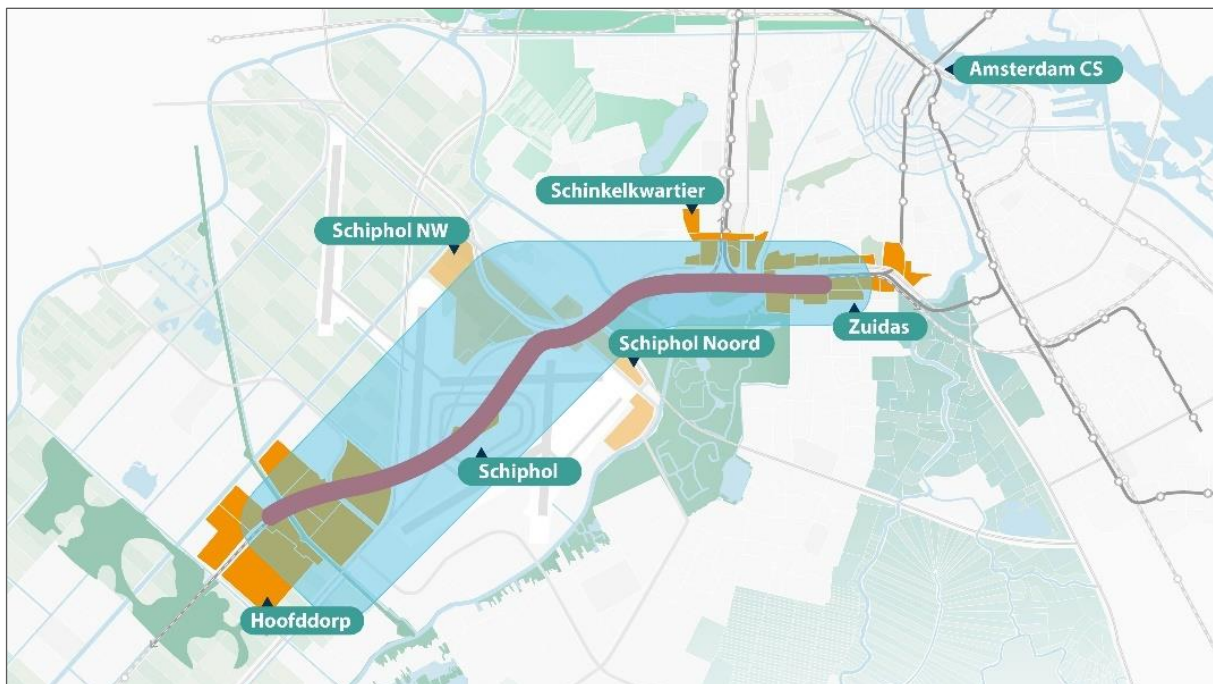 Amsterdam CS
Schinkelkwartier
Schiphol NW
Zuidas
Schiphol Noord
Schiphol
Hoofddorp